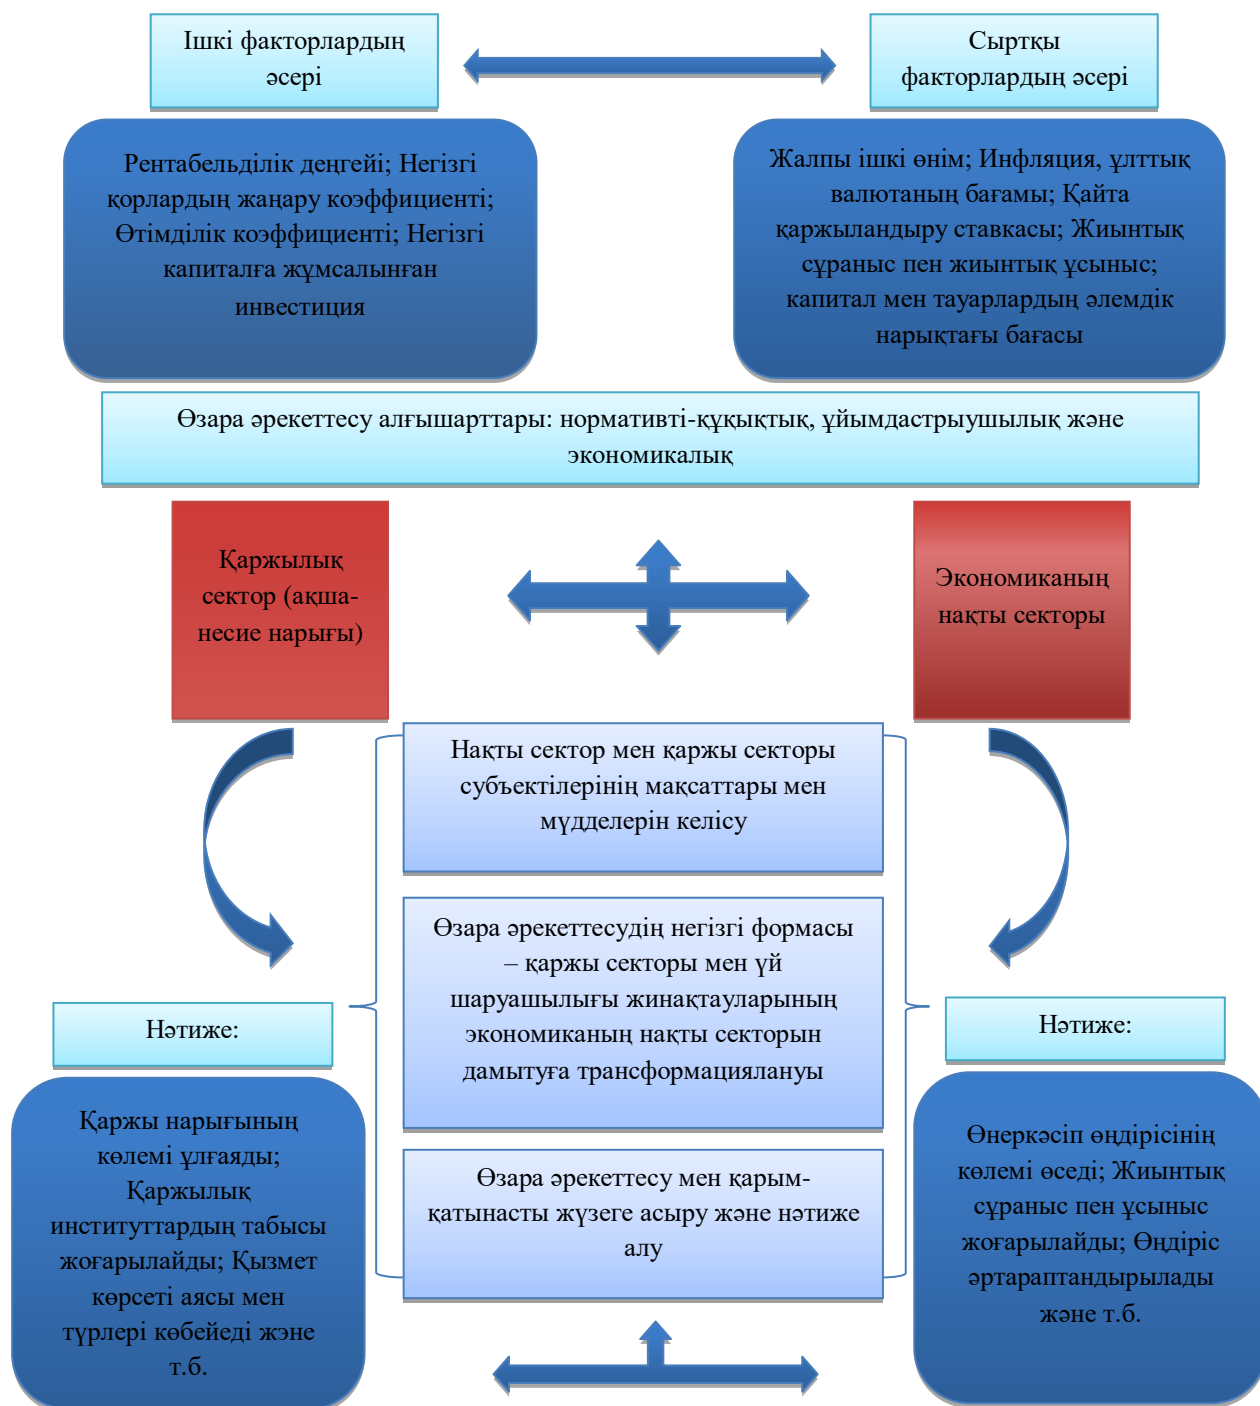 Ішкі факторлардың
әсері
Сыртқы
факторлардың әсері
Рентабельділік деңгейі; Негізгі
қорлардың жаңару коэффициенті;
Өтімділік коэффициенті; Негізгі
капиталға жұмсалынған
инвестиция
Жалпы ішкі өнім; Инфляция, ұлттық
валютаның бағамы; Қайта
қаржыландыру ставкасы; Жиынтық
сұраныс пен жиынтық ұсыныс;
капитал мен тауарлардың әлемдік
нарықтағы бағасы
Өзара әрекеттесу алғышарттары: нормативті-құқықтық, ұйымдастрыушылық және
экономикалық
Қаржылық
сектор (ақша-
несие нарығы)
Экономиканың
нақты секторы
Нақты сектор мен қаржы секторы
субъектілерінің мақсаттары мен
мүдделерін келісу
Өзара әрекеттесудің негізгі формасы
– қаржы секторы мен үй
шаруашылығы жинақтауларының
экономиканың нақты секторын
дамытуға трансформациялануы
Өзара әрекеттесу мен қарым-
қатынасты жүзеге асыру және нәтиже
алу
Нәтиже:
Қаржы нарығының
көлемі ұлғаяды;
Қаржылық
институттардың табысы
жоғарылайды; Қызмет
көрсеті аясы мен
түрлері көбейеді жэне
т.б.
Нәтиже:
Өнеркәсіп өңдірісінің
көлемі өседі; Жиынтық
сұраныс пен ұсыныс
жоғарылайды; Өңдіріс
әртараптандырылады
және т.б.